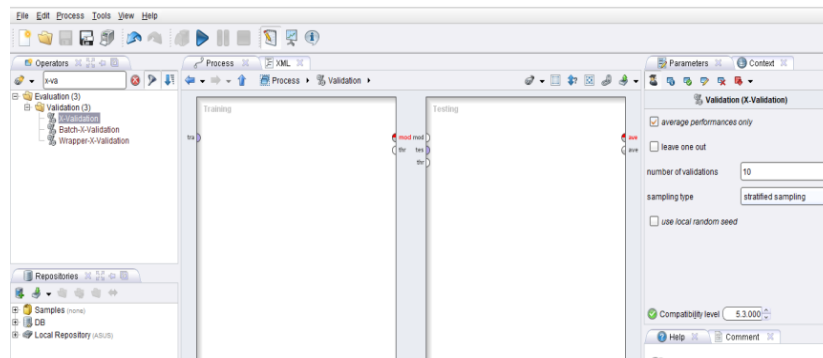 File Edit Process Tools View Help
Operators
Process
XML
Parameters
Context
x-va
Process
Validation
Evaluation (3)
Validation (3)
X-Validation
Batch-X-Validation
Wrapper-X-Validation
Training
Testing
tra
mod mod
thr tes
thr
ave
ave
Validation (X-Validation)
average performances only
leave one out
number of validations 10
sampling type stratified sampling
use local random seed
Repositories
Samples (none)
DB
Local Repository (ASUS)
Compatibility level 5.3.000
Help
Comment